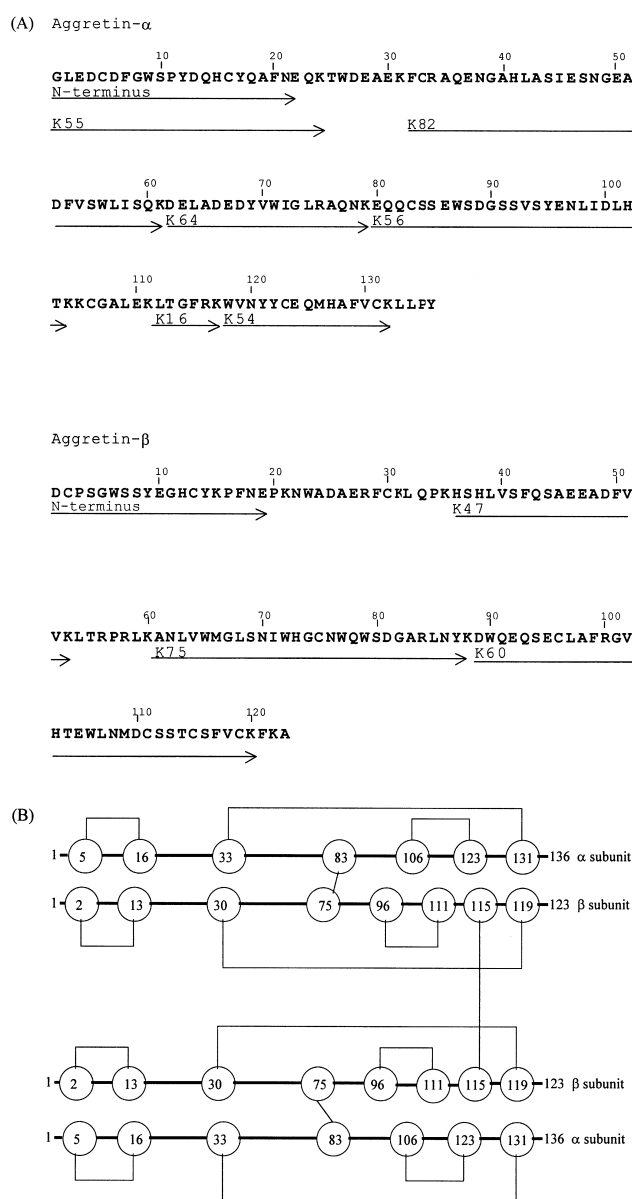 (A) Aggretin-α
10 20 30 40 50
GLEDCDFGWSPYDQHCYQAFNEQKTWDEAEKFCRAQENGAHLASIESNGEA
N-terminus
K55 K82
60 70 80 90 100
DFVSWLISQKDELADEDYVWIGLRAQNKEQQCSSEWSDGSSVSYENLIDLH
K64 K56
110 120 130
TKKCGALEKLTGFRKWVNYYCEQMHAFVCKLLPY
K16 K54
Aggretin-β
10 20 30 40 50
DCPSGWSSYEGHCYKPFNEPKNWADAERFCKLQPKHSHLVSFQSAEEADFV
N-terminus K47
60 70 80 90 100
VKLTRPRLKANLVWMGLSNIWHGCNWQWSDGARLNYKDWQEQSECLAFRGV
K75 K60
110 120
HTEWLNMDCSSTCSFVCKFKA
(B)
1 5 16 33 83 106 123 131 136 α subunit
1 2 13 30 75 96 111 115 119 123 β subunit
1 2 13 30 75 96 111 115 119 123 β subunit
1 5 16 33 83 106 123 131 136 α subunit